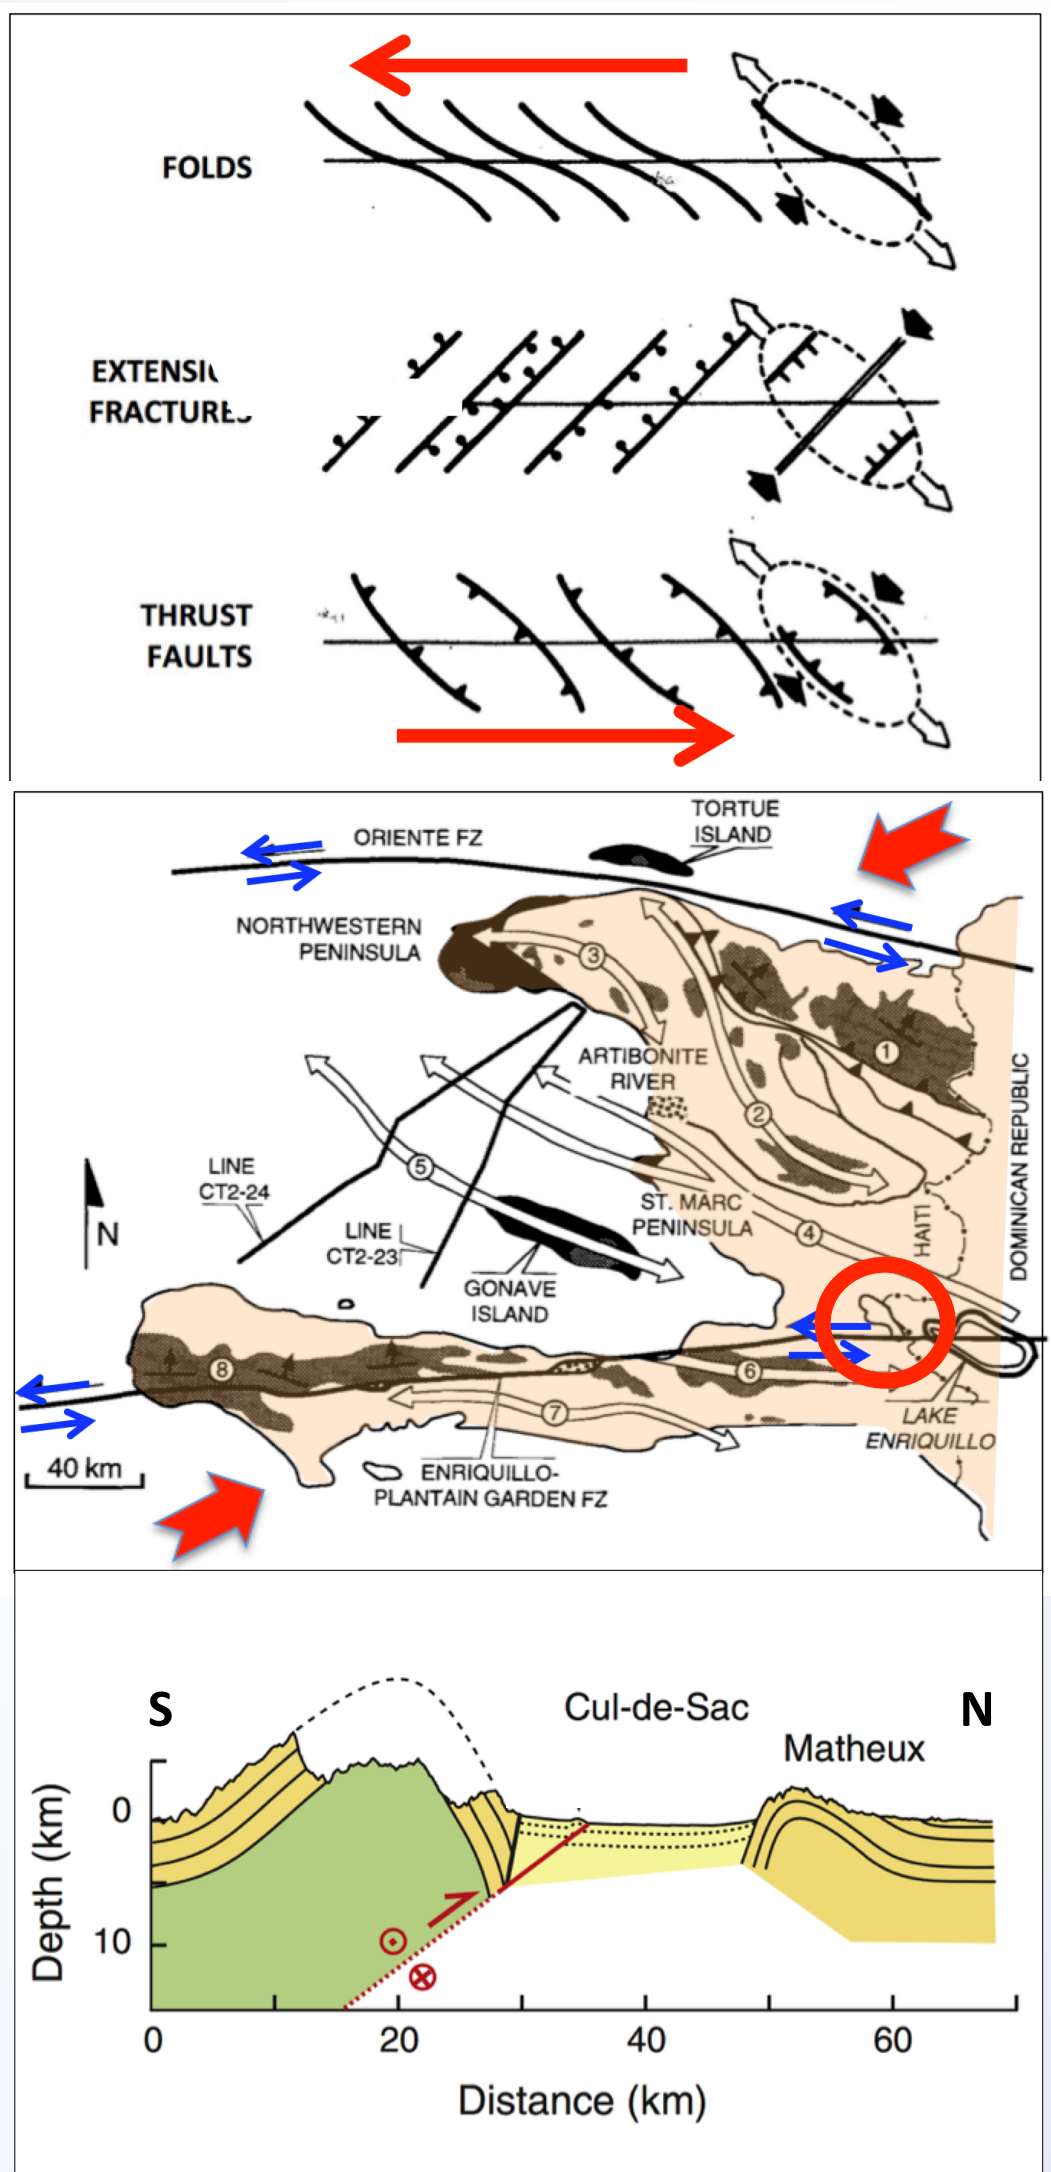 FOLDS
EXTENSI
FRACTURES
THRUST
FAULTS
TORTUE
ISLAND
ORIENTE FZ
NORTHWESTERN
PENINSULA
3
ARTIBONITE
RIVER
1
2
DOMINICAN REPUBLIC
LINE
CT2-24
5
N
LINE
CT2-23
ST. MARC
PENINSULA
4
HAITI
GONAVE
ISLAND
8
6
7
LAKE
ENRIQUILLO
40 km
ENRIQUILLO-
PLANTAIN GARDEN FZ
S
Cul-de-Sac
N
Matheux
0
10
Depth (km)
0
20
40
60
Distance (km)